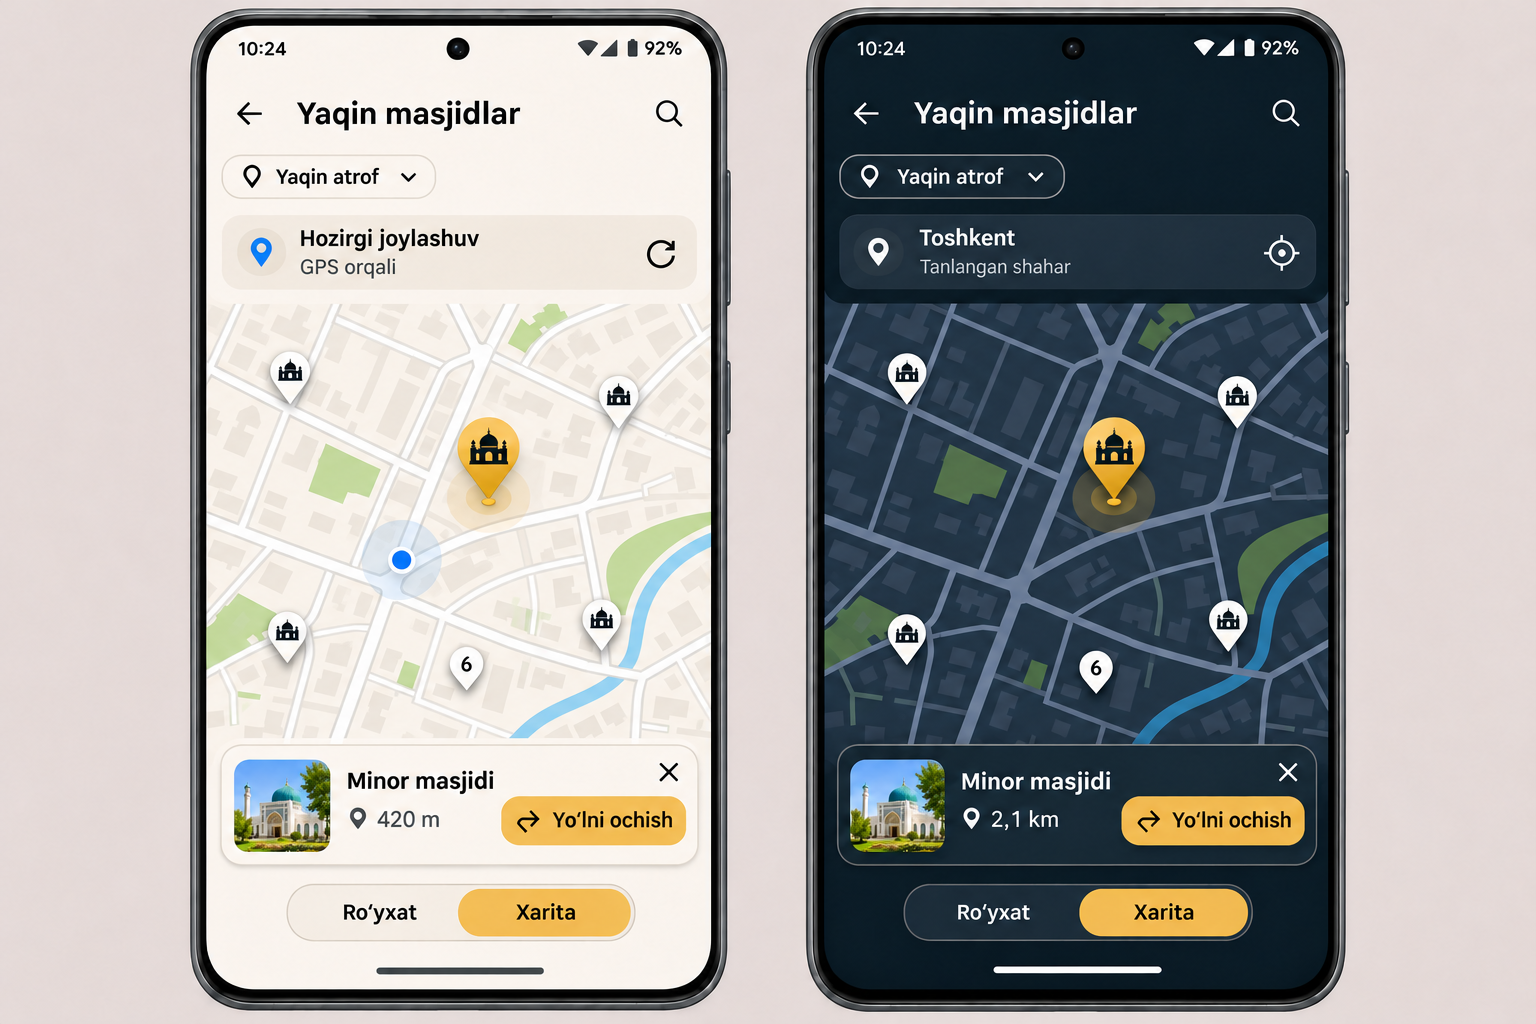 10:24
92%
Yaqin masjidlar
Yaqin atrof
Hozirgi joylashuv
GPS orqali
6
Minor masjidi
420 m
Yo‘lni ochish
Ro‘yxat
Xarita
10:24
92%
Yaqin masjidlar
Yaqin atrof
Toshkent
Tanlangan shahar
6
Minor masjidi
2,1 km
Yo‘lni ochish
Ro‘yxat
Xarita